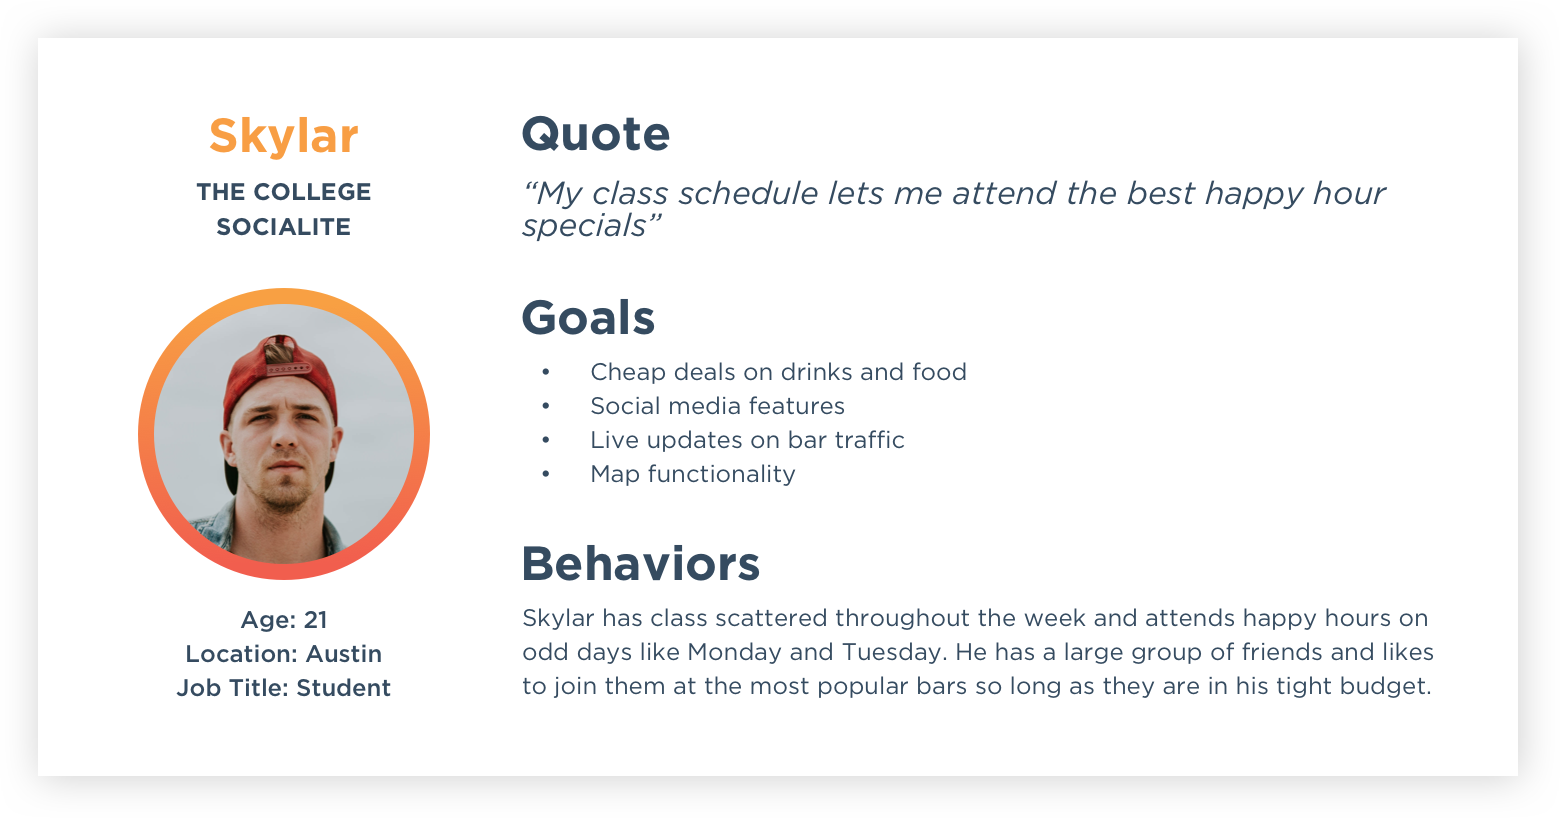 Skylar
THE COLLEGE
SOCIALITE
Age: 21
Location: Austin
Job Title: Student
Quote
“My class schedule lets me attend the best happy hour
specials”
Goals
• Cheap deals on drinks and food
• Social media features
• Live updates on bar traffic
• Map functionality
Behaviors
Skylar has class scattered throughout the week and attends happy hours on
odd days like Monday and Tuesday. He has a large group of friends and likes
to join them at the most popular bars so long as they are in his tight budget.